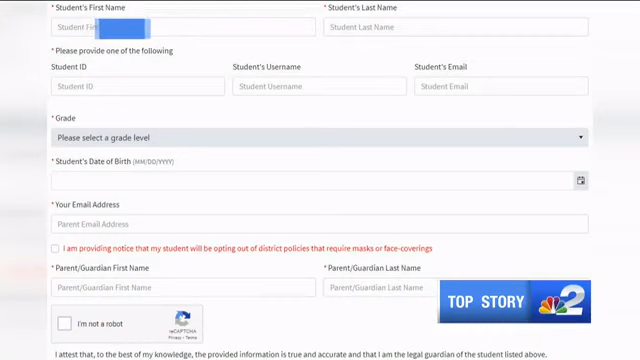 * Student's First Name * Student's Last Name
Student Student Last Name
* Please provide one of the following
Student ID Student's Username Student's Email
Student ID Student Username Student Email
* Grade
Please select a grade level
* Student's Date of Birth (MM/DD/YYYY)
* Your Email Address
Parent Email Address
* I am providing notice that my student will be opting out of district policies that require masks or face-coverings
* Parent/Guardian First Name * Parent/Guardian Last Name
Parent/Guardian First Name Parent/Guardian Last Name
TOP STORY 2
I'm not a robot
reCAPTCHA
Privacy - Terms
I attest that, to the best of my knowledge, the provided information is true and accurate and that I am the legal guardian of the student listed above.